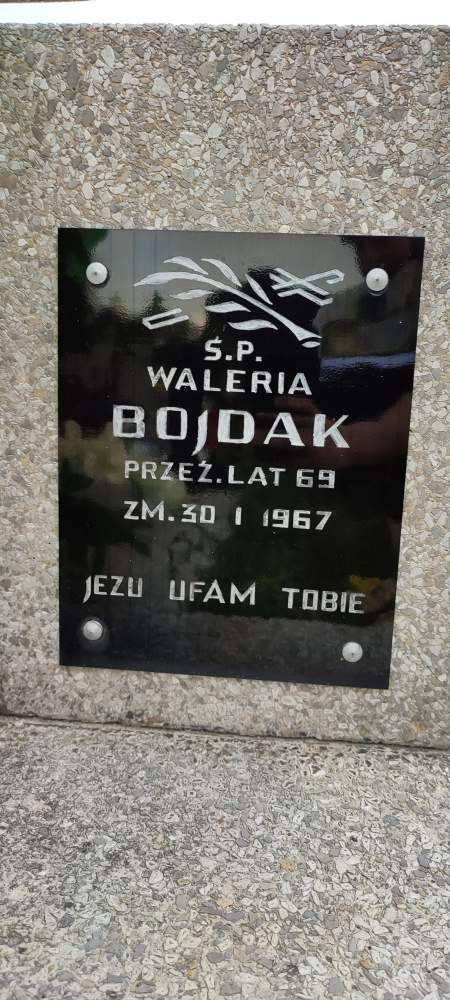 Ś.P.
WALERIA
BOJDAK
PRZEŻ.LAT 69
ZM.30 I 1967
JEZU UFAM TOBIE